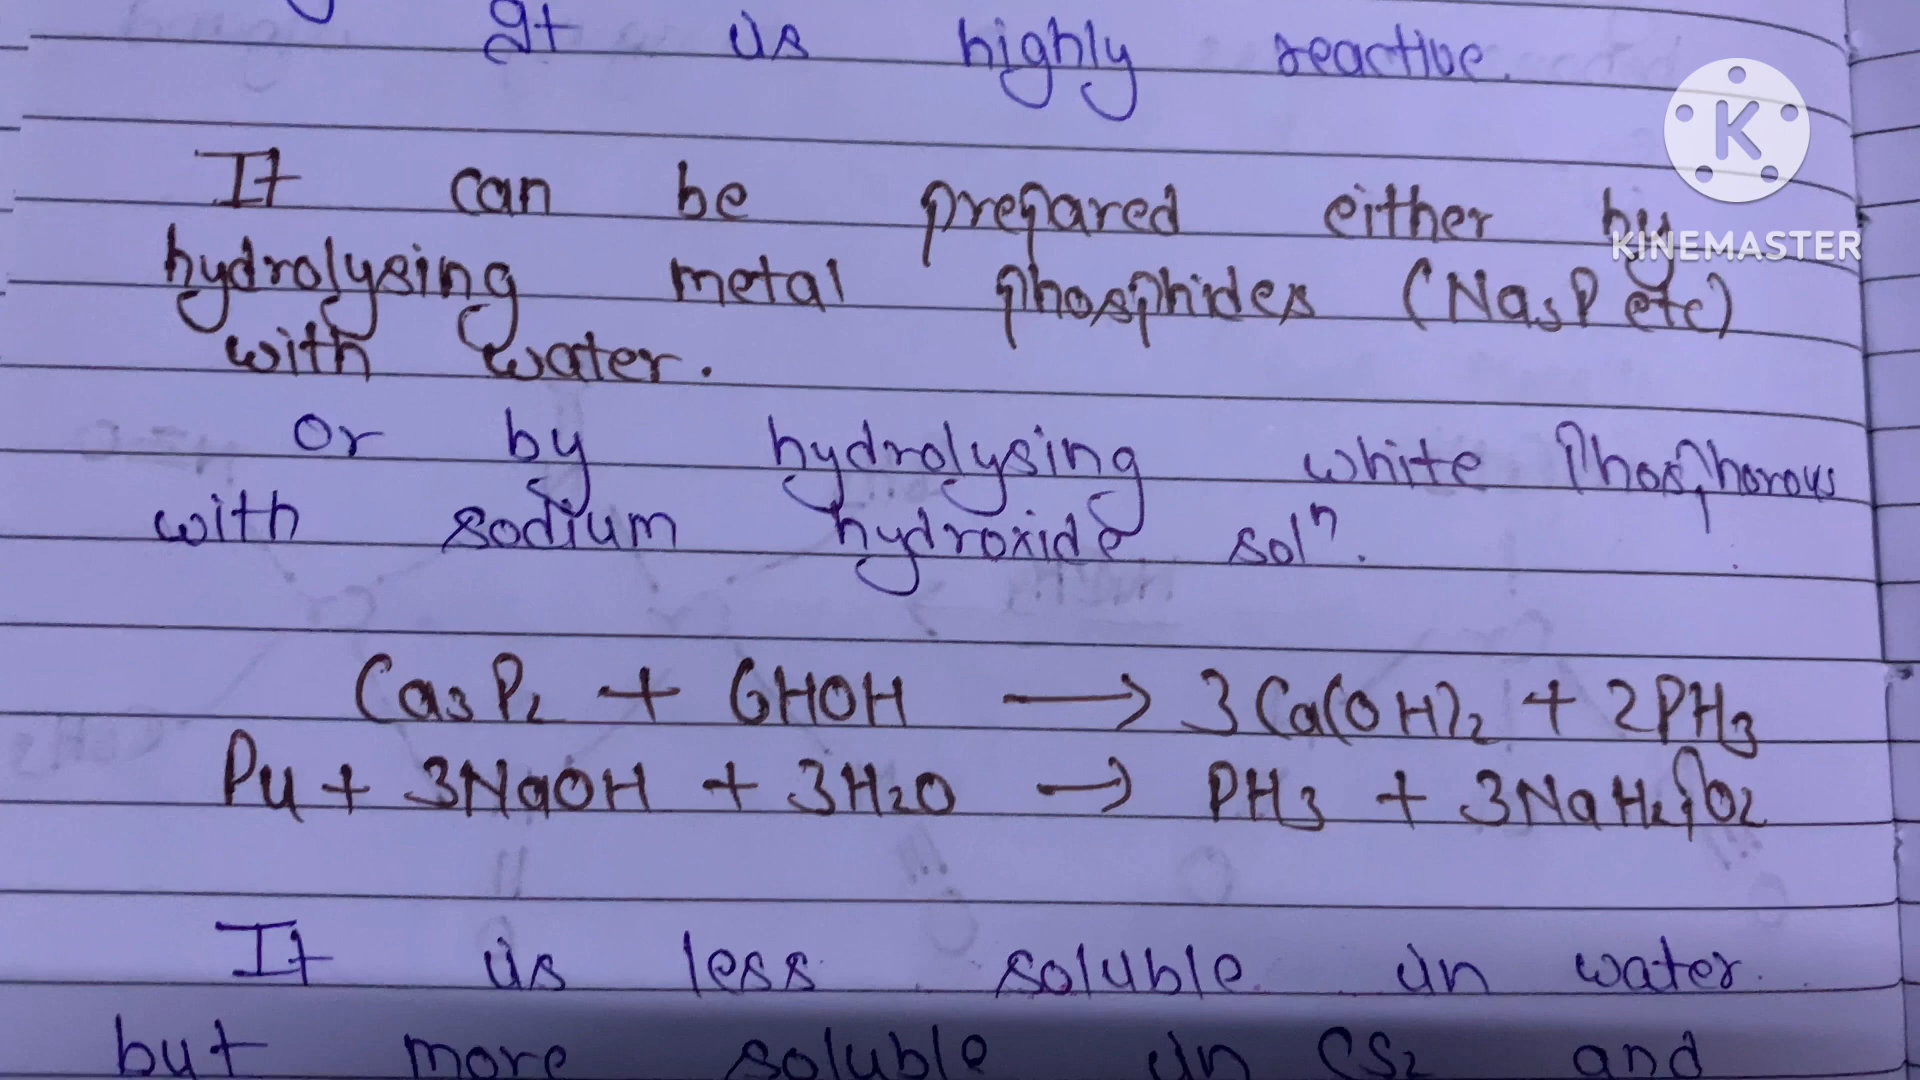 It is highly reactive.
It can be prepared either by
hydrolysing metal phosphides (Na3P etc)
with water.
or by hydrolysing white Phosphorous
with sodium hydroxide solⁿ.
Ca3P2 + 6HOH → 3Ca(OH)2 + 2PH3
P4 + 3NaOH + 3H2O → PH3 + 3NaH2PO2
It is less soluble in water.
but more soluble in CS2 and
K
KINEMASTER